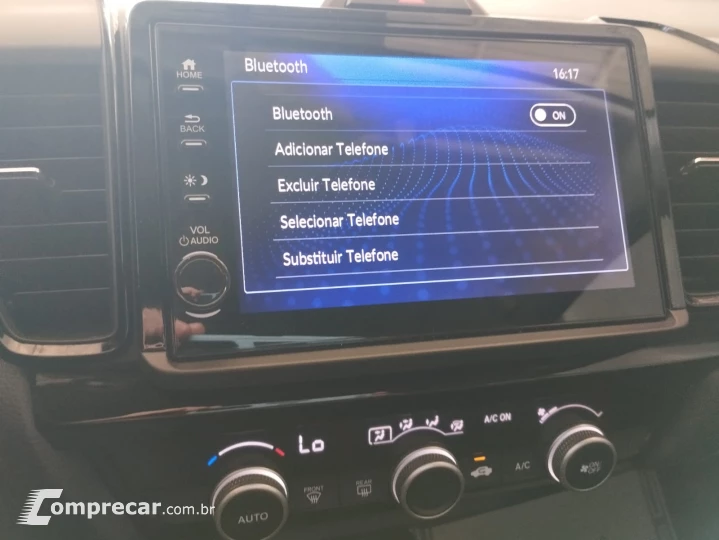 HOME
BACK
VOL
AUDIO
Bluetooth
16:17
Bluetooth
ON
Adicionar Telefone
Excluir Telefone
Selecionar Telefone
Substituir Telefone
Lo
A/C ON
AUTO
FRONT
REAR
A/C
ON/
OFF
Comprecar.com.br